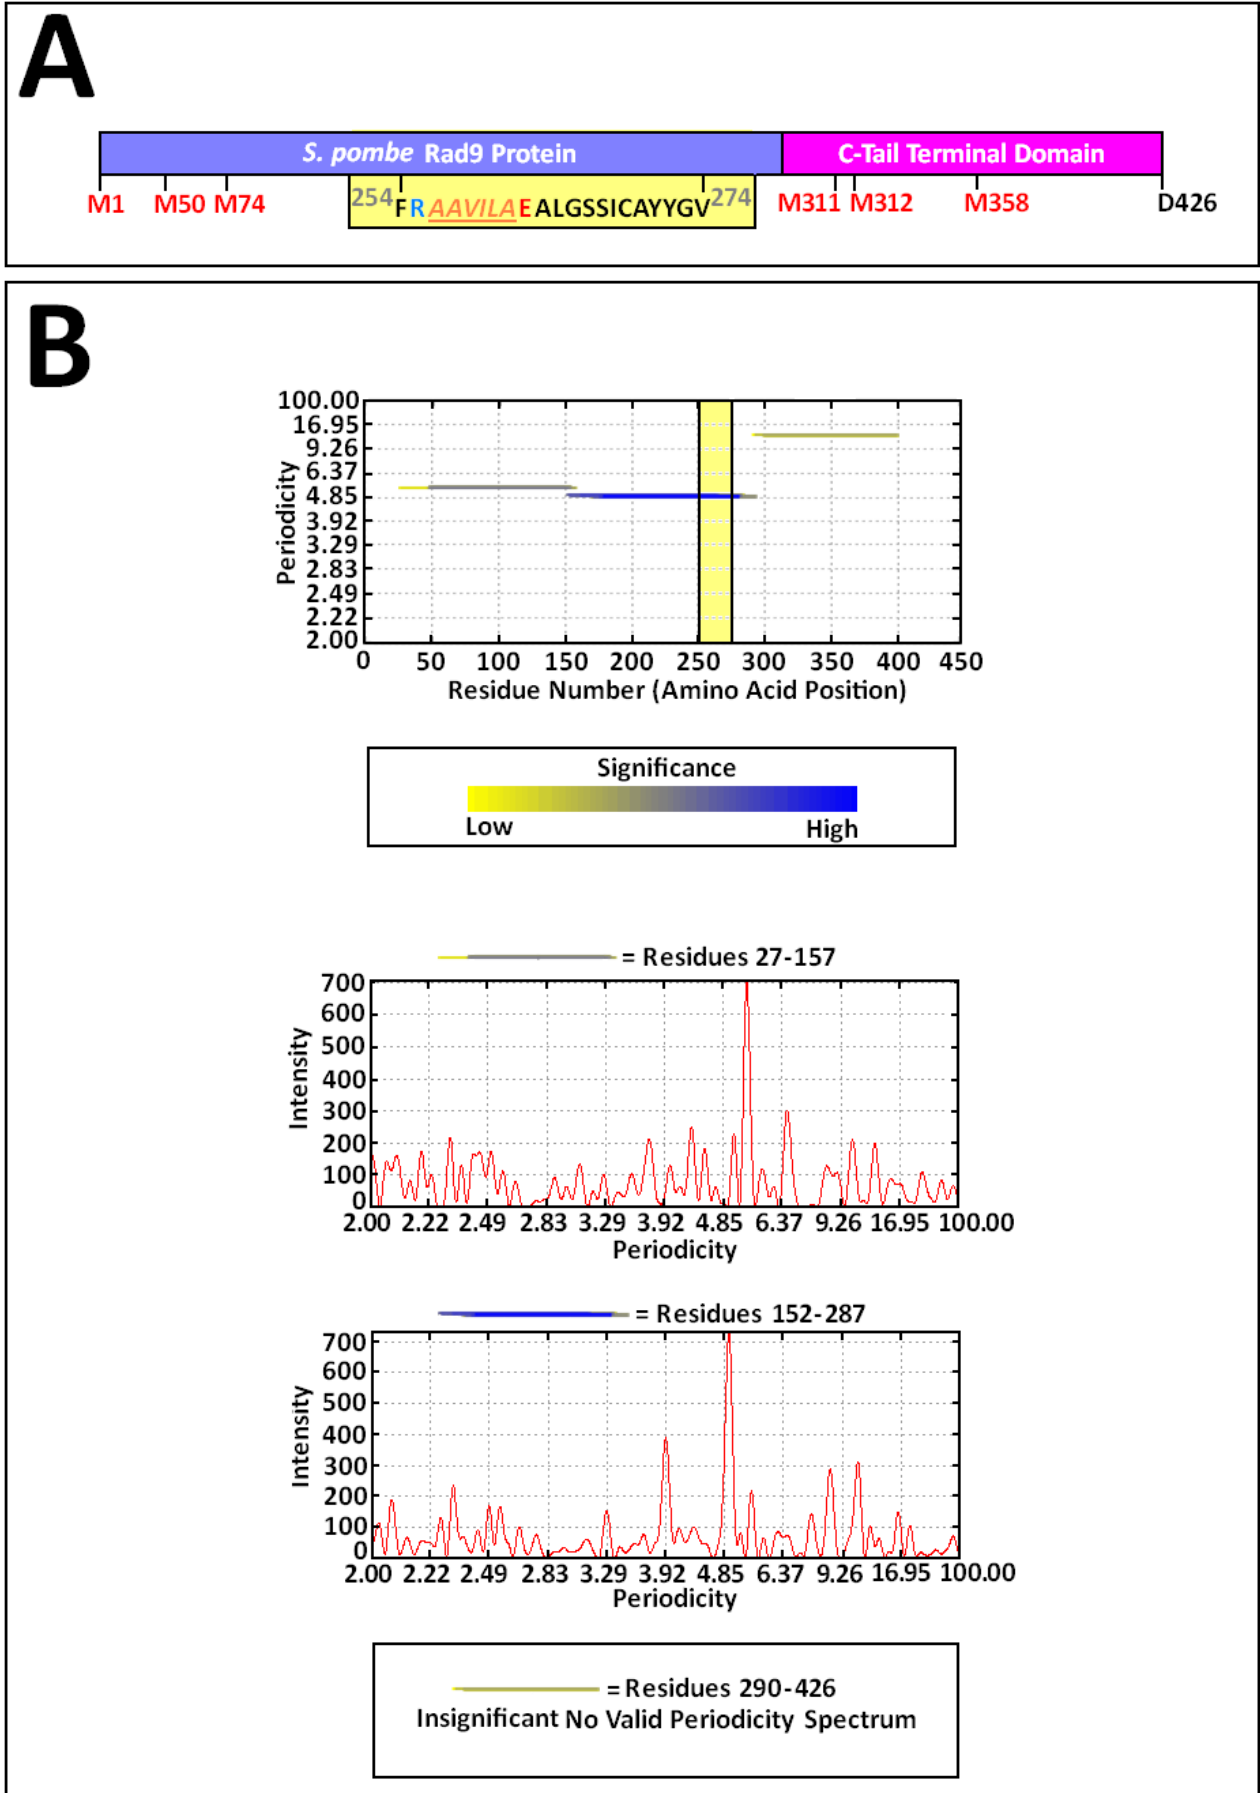 A
S. pombe Rad9 Protein
C-Tail Terminal Domain
M1 M50 M74
254 FRAAVILAEALGSSICAYYGV 274
M311 M312 M358 D426
B
Periodicity
100.00
16.95
9.26
6.37
4.85
3.92
3.29
2.83
2.49
2.22
2.00
0 50 100 150 200 250 300 350 400 450
Residue Number (Amino Acid Position)
Significance
Low High
= Residues 27-157
Intensity
700
600
500
400
300
200
100
0
2.00 2.22 2.49 2.83 3.29 3.92 4.85 6.37 9.26 16.95 100.00
Periodicity
= Residues 152-287
Intensity
700
600
500
400
300
200
100
0
2.00 2.22 2.49 2.83 3.29 3.92 4.85 6.37 9.26 16.95 100.00
Periodicity
= Residues 290-426
Insignificant No Valid Periodicity Spectrum